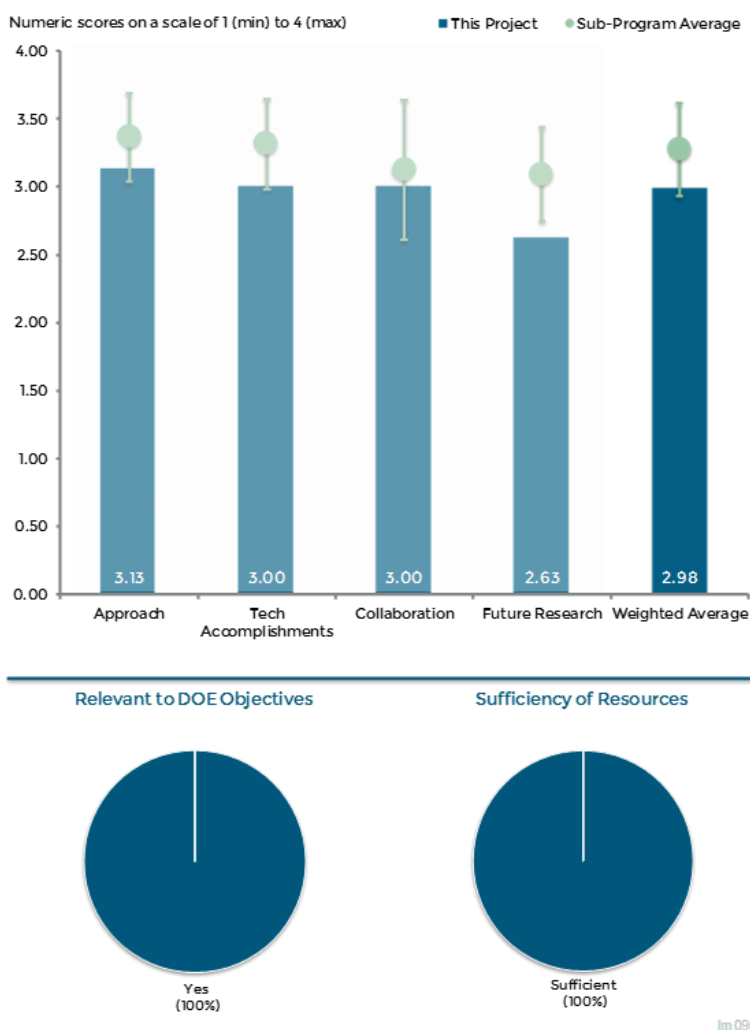 Numeric scores on a scale of 1 (min) to 4 (max)
This Project
Sub-Program Average
4.00
3.50
3.00
2.50
2.00
1.50
1.00
0.50
0.00
3.13
3.00
3.00
2.63
2.98
Approach
Tech
Accomplishments
Collaboration
Future Research
Weighted Average
Relevant to DOE Objectives
Sufficiency of Resources
Yes
(100%)
Sufficient
(100%)